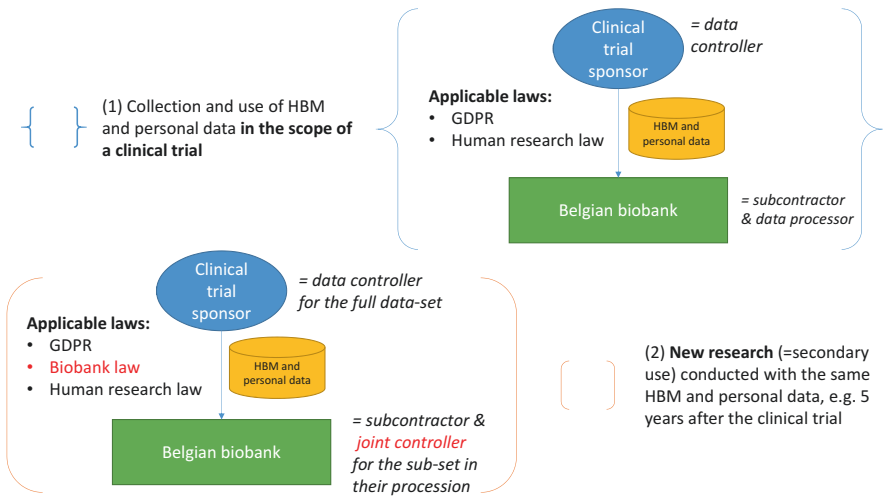 (1) Collection and use of HBM
and personal data in the scope of
a clinical trial
Clinical
trial
sponsor
= data
controller
Applicable laws:
• GDPR
• Human research law
HBM and
personal data
Belgian biobank
= subcontractor
& data processor
Clinical
trial
sponsor
= data controller
for the full data-set
Applicable laws:
• GDPR
• Biobank law
• Human research law
HBM and
personal data
Belgian biobank
= subcontractor &
joint controller
for the sub-set in
their procession
(2) New research (=secondary
use) conducted with the same
HBM and personal data, e.g. 5
years after the clinical trial